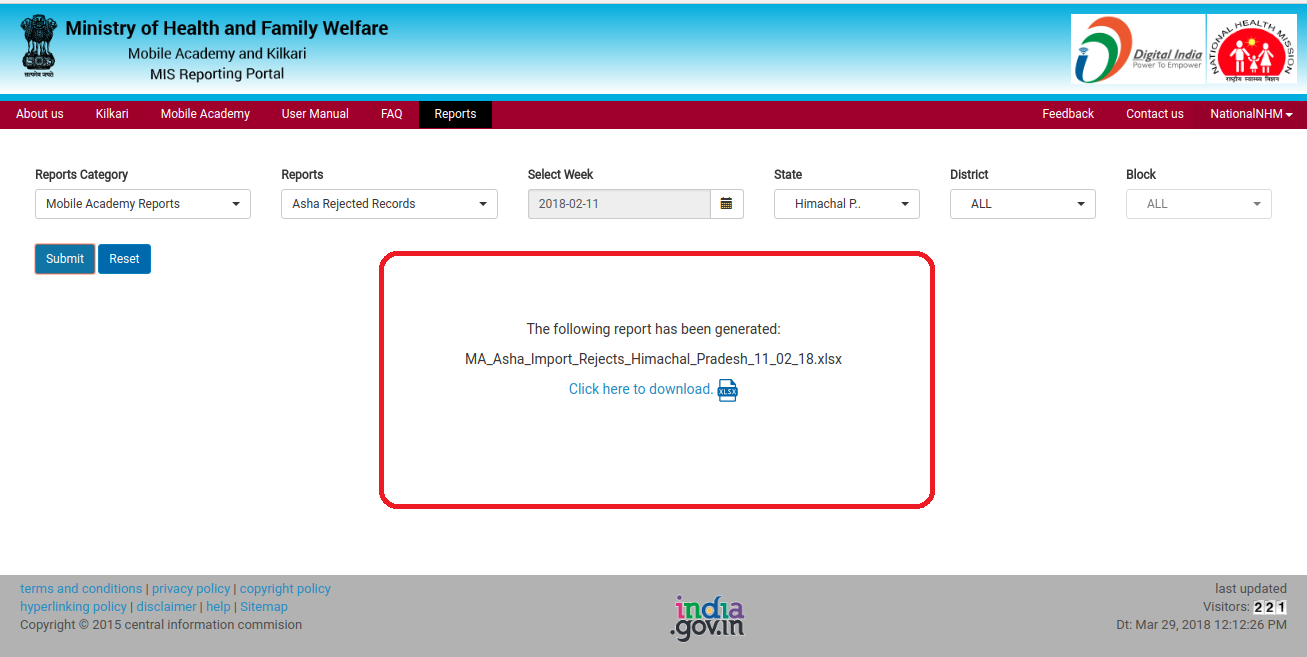 Ministry of Health and Family Welfare
Mobile Academy and Kilkari
MIS Reporting Portal
सत्यमेव जयते
Digital India
Power To Empower
NATIONAL HEALTH MISSION
राष्ट्रीय स्वास्थ्य मिशन
About us Kilkari Mobile Academy User Manual FAQ Reports Feedback Contact us NationalNHM
Reports Category Reports Select Week State District Block
Mobile Academy Reports Asha Rejected Records 2018-02-11 Himachal P.. ALL ALL
Submit Reset
The following report has been generated:
MA_Asha_Import_Rejects_Himachal_Pradesh_11_02_18.xlsx
Click here to download. XLSX
terms and conditions | privacy policy | copyright policy
hyperlinking policy | disclaimer | help | Sitemap
Copyright © 2015 central information commision
india
.gov.in
last updated
Visitors: 221
Dt: Mar 29, 2018 12:12:26 PM